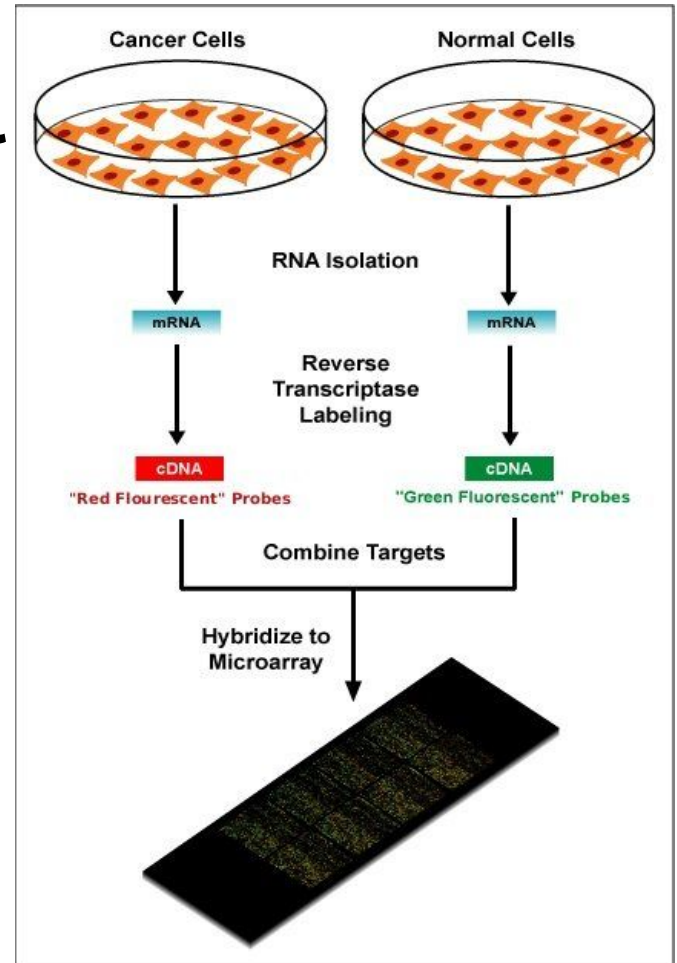 Cancer Cells
Normal Cells
RNA Isolation
mRNA
mRNA
Reverse
Transcriptase
Labeling
cDNA
cDNA
"Red Flourescent" Probes
"Green Fluorescent" Probes
Combine Targets
Hybridize to
Microarray